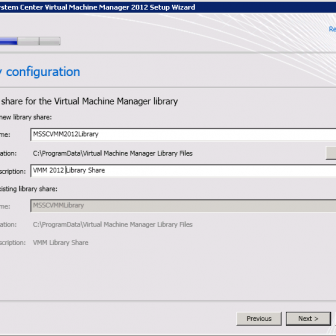 ystem Center Virtual Machine Manager 2012 Setup Wizard
Re
y configuration
share for the Virtual Machine Manager library
new library share:
me: MSSCVMM2012Library
ation: C:\ProgramData\Virtual Machine Manager Library Files
scription: VMM 2012 Library Share
xisting library share:
me: MSSCVMMLibrary
ation: C:\ProgramData\Virtual Machine Manager Library Files
scription: VMM Library Share
Previous Next >